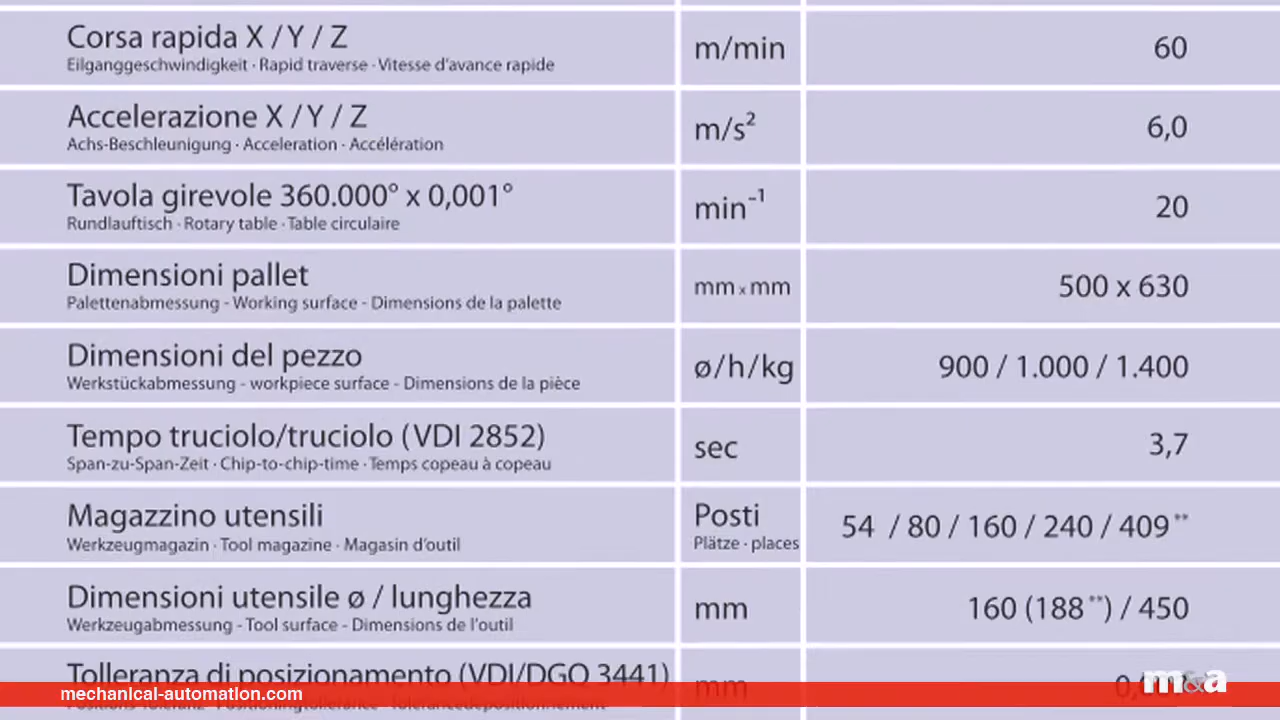 Corsa rapida X / Y / Z
Eilganggeschwindigkeit · Rapid traverse · Vitesse d'avance rapide
m/min
60
Accelerazione X / Y / Z
Achs-Beschleunigung · Acceleration · Accélération
m/s²
6,0
Tavola girevole 360.000° x 0,001°
Rundlauftisch · Rotary table · Table circulaire
min⁻¹
20
Dimensioni pallet
Palettenabmessung - Working surface - Dimensions de la palette
mm x mm
500 x 630
Dimensioni del pezzo
Werkstückabmessung - workpiece surface - Dimensions de la pièce
ø/h/kg
900 / 1.000 / 1.400
Tempo truciolo/truciolo (VDI 2852)
Span-zu-Span-Zeit · Chip-to-chip-time · Temps copeau à copeau
sec
3,7
Magazzino utensili
Werkzeugmagazin · Tool magazine · Magasin d'outil
Posti
Plätze · places
54 / 80 / 160 / 240 / 409**
Dimensioni utensile ø / lunghezza
Werkzeugabmessung - Tool surface - Dimensions de l'outil
mm
160 (188**) / 450
Tolleranza di posizionamento (VDI/DGQ 3441)
mm
m&a
mechanical-automation.com